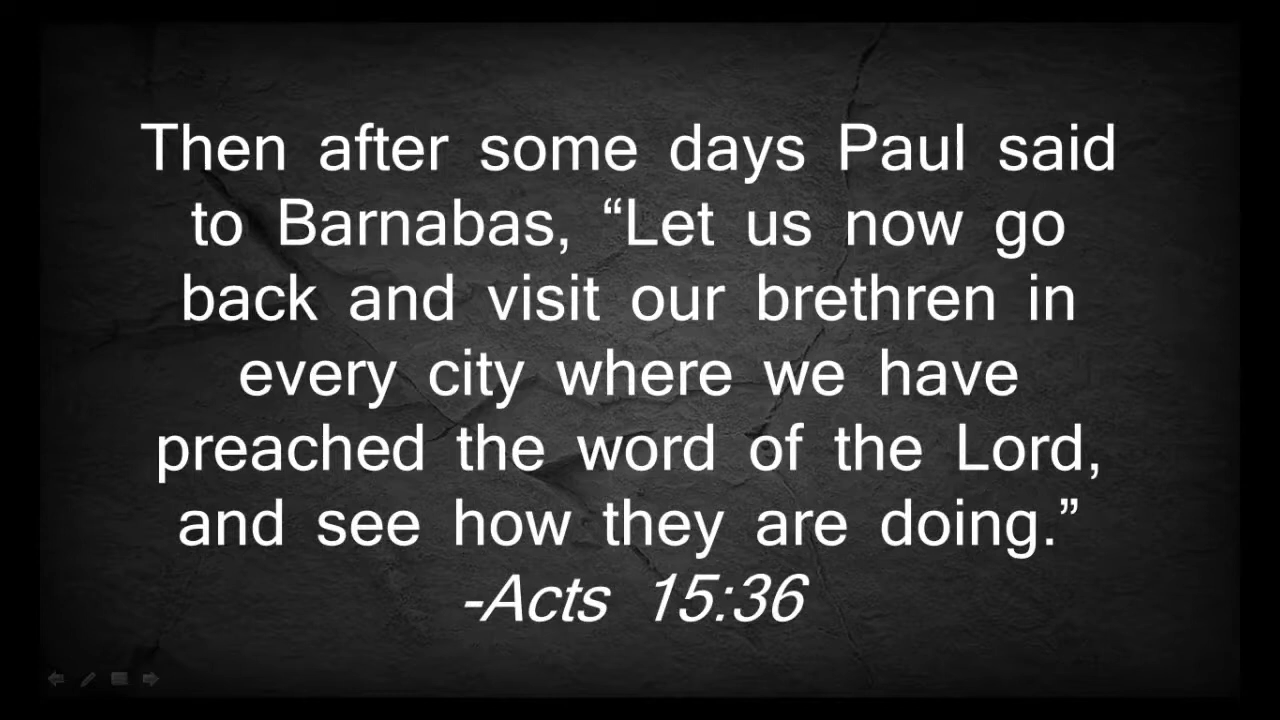 Then after some days Paul said
to Barnabas, “Let us now go
back and visit our brethren in
every city where we have
preached the word of the Lord,
and see how they are doing.”
-Acts 15:36